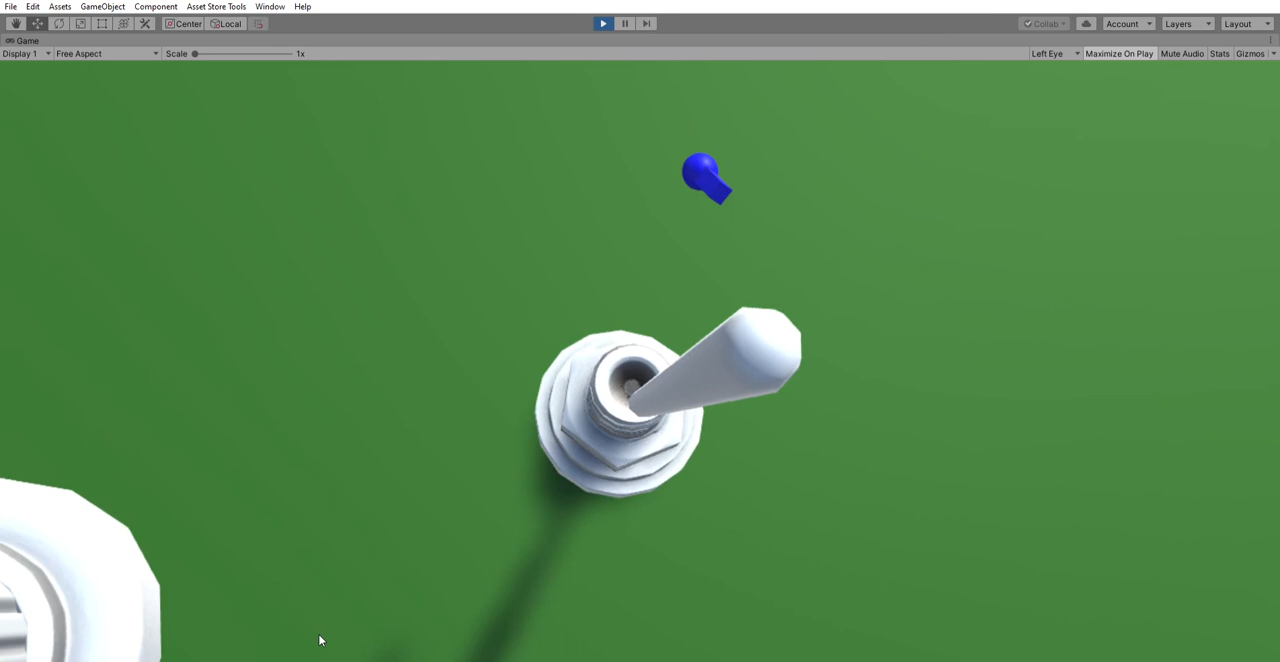 File Edit Assets GameObject Component Asset Store Tools Window Help
Center Local Collab Account Layers Layout
Game
Display 1 Free Aspect Scale 1x Left Eye Maximize On Play Mute Audio Stats Gizmos